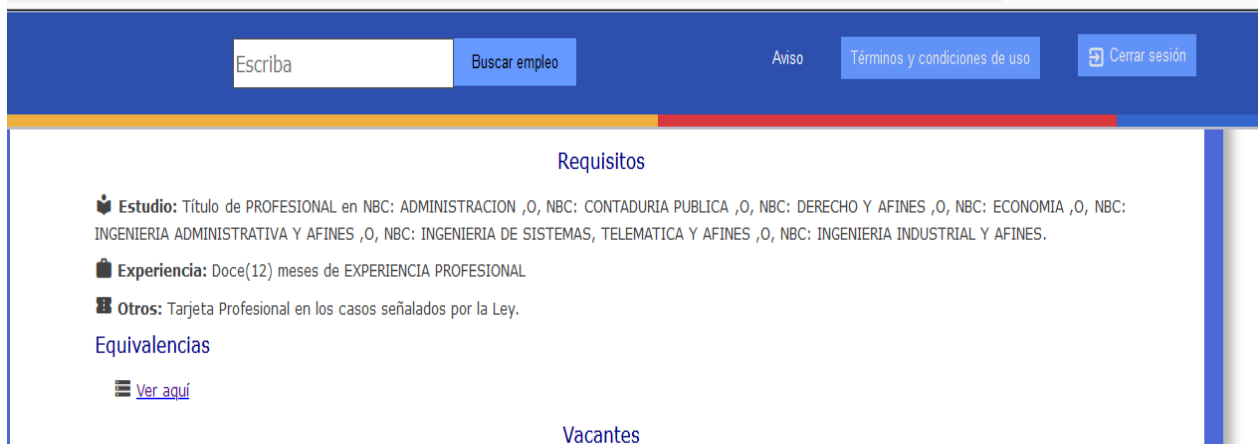 Escriba
Buscar empleo
Aviso
Términos y condiciones de uso
Cerrar sesión
Requisitos
Estudio: Título de PROFESIONAL en NBC: ADMINISTRACION ,O, NBC: CONTADURIA PUBLICA ,O, NBC: DERECHO Y AFINES ,O, NBC: ECONOMIA ,O, NBC:
INGENIERIA ADMINISTRATIVA Y AFINES ,O, NBC: INGENIERIA DE SISTEMAS, TELEMATICA Y AFINES ,O, NBC: INGENIERIA INDUSTRIAL Y AFINES.
Experiencia: Doce(12) meses de EXPERIENCIA PROFESIONAL
Otros: Tarjeta Profesional en los casos señalados por la Ley.
Equivalencias
Ver aquí
Vacantes